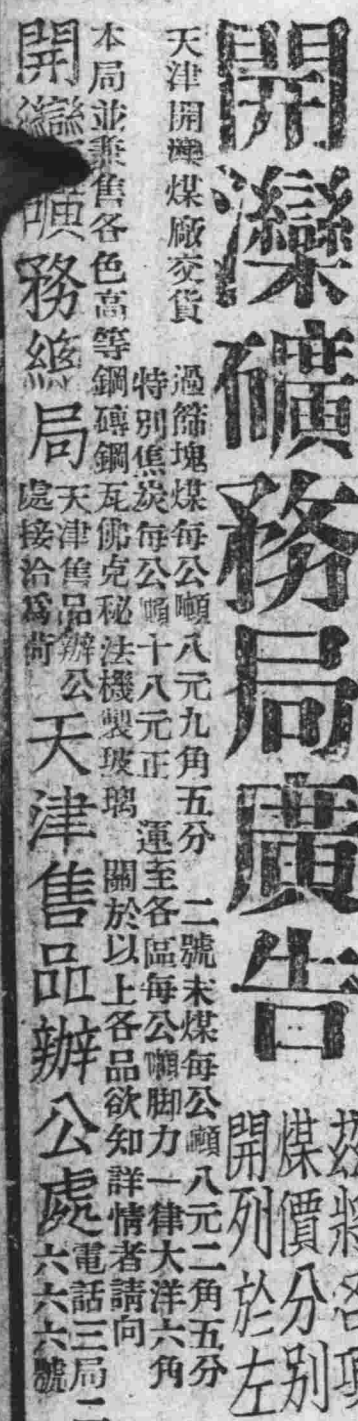 開灤礦務局廣告
茲將各項
煤價分别
開列於左
天津開灤煤廠交貨
過篩塊煤每公噸八元九角五分 二號末煤每公噸八元二角五分
特别焦炭每公噸十八元正 運至各區每公噸脚力一律大洋六角
本局並兼售各色高等鋼磚鋼瓦佛克秘法機製玻璃 關於以上各品欲知詳情者請向
開灤礦務總局
天津售品辦公
處接洽爲荷
天津售品辦公處
電話三局二
六六六號